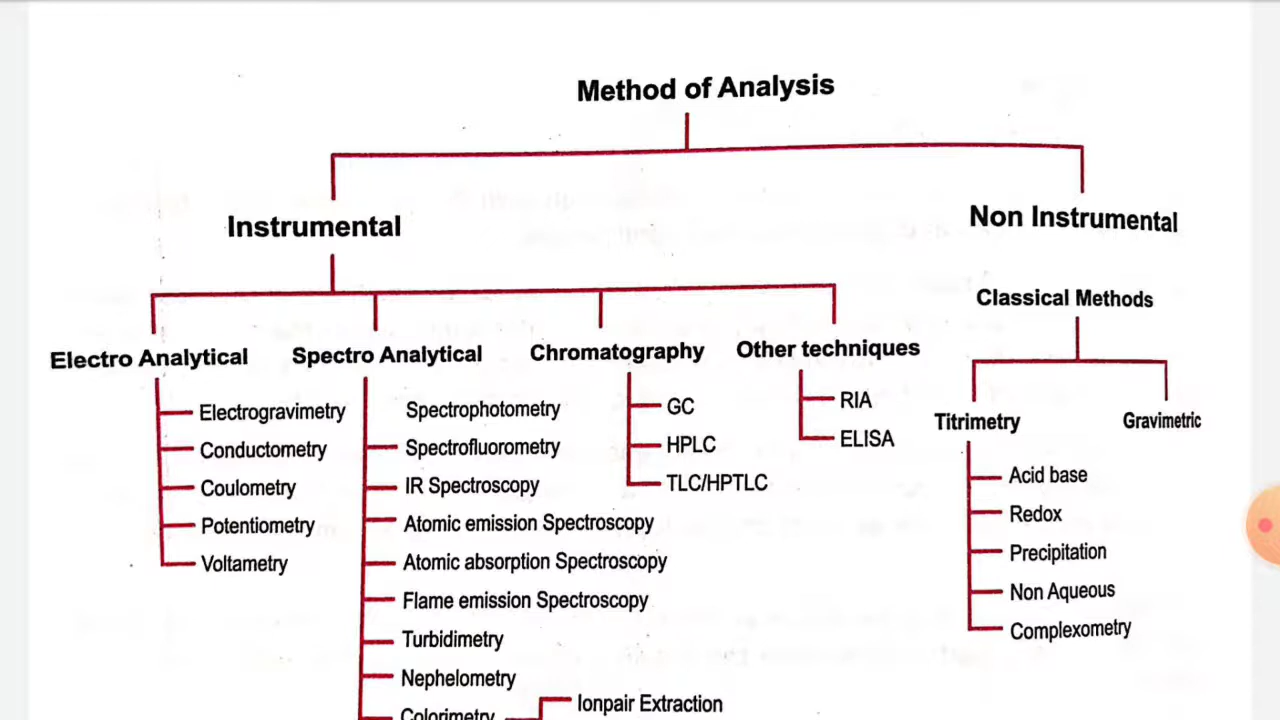 Method of Analysis
Instrumental
Non Instrumental
Electro Analytical
Electrogravimetry
Conductometry
Coulometry
Potentiometry
Voltametry
Spectro Analytical
Spectrophotometry
Spectrofluorometry
IR Spectroscopy
Atomic emission Spectroscopy
Atomic absorption Spectroscopy
Flame emission Spectroscopy
Turbidimetry
Nephelometry
Colorimetry
Ionpair Extraction
Chromatography
GC
HPLC
TLC/HPTLC
Other techniques
RIA
ELISA
Classical Methods
Titrimetry
Acid base
Redox
Precipitation
Non Aqueous
Complexometry
Gravimetric